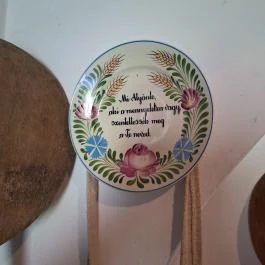 Mi Atyánk,
aki a mennyekben vagy,
szenteltessék meg
a Te neved.